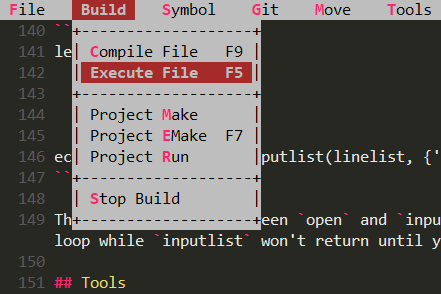 File Build Symbol Git Move Tools
140 ``+--------------------+
141 le| Compile File F9 |
142 | Execute File F5 |
143 +--------------------+
144 | Project Make |
145 | Project EMake F7 |
146 ec| Project Run |putlist(linelist, {'
147 ``+--------------------+
148 | Stop Build |
149 Th+--------------------+een `open` and `inpu
loop while `inputlist` won't return until y
150
151 ## Tools